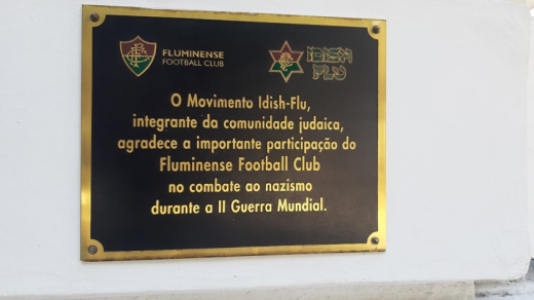 FLUMINENSE
FOOTBALL CLUB
IDISH
FLU
O Movimento Idish-Flu,
integrante da comunidade judaica,
agradece a importante participação do
Fluminense Football Club
no combate ao nazismo
durante a II Guerra Mundial.